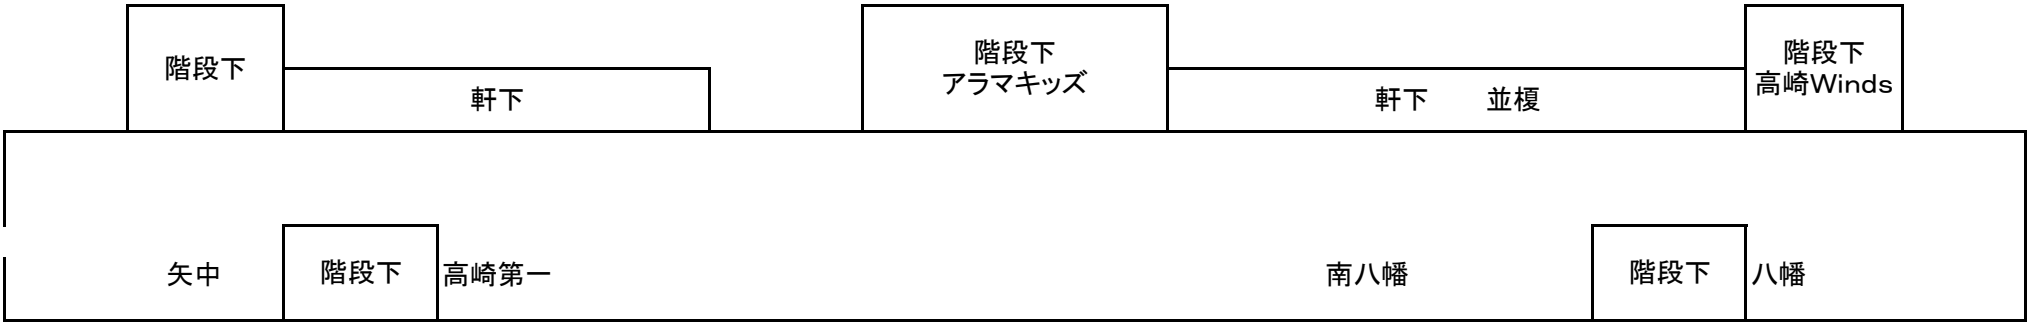 階段下
軒下
階段下
アラマキッズ
軒下　　並榎
階段下
高崎Winds
矢中
階段下
高崎第一
南八幡
階段下
八幡